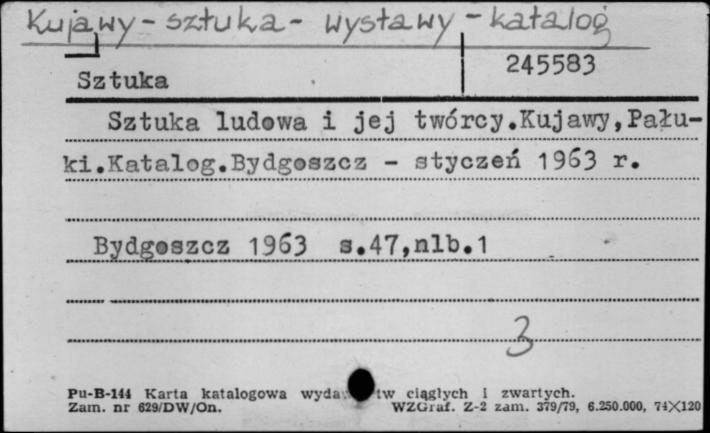 Kujawy - sztuka - wystawy - katalog
245583
Sztuka
Sztuka ludowa i jej twórcy.Kujawy,Pału-
ki.Katalog.Bydgoszcz - styczeń 1963 r.
Bydgoszcz 1963 s.47,nlb.1
3
Pu-B-144 Karta katalogowa wyda tw ciągłych i zwartych.
Zam. nr 629/DW/On. WZGraf. Z-2 zam. 379/79, 6.250.000, 74X120